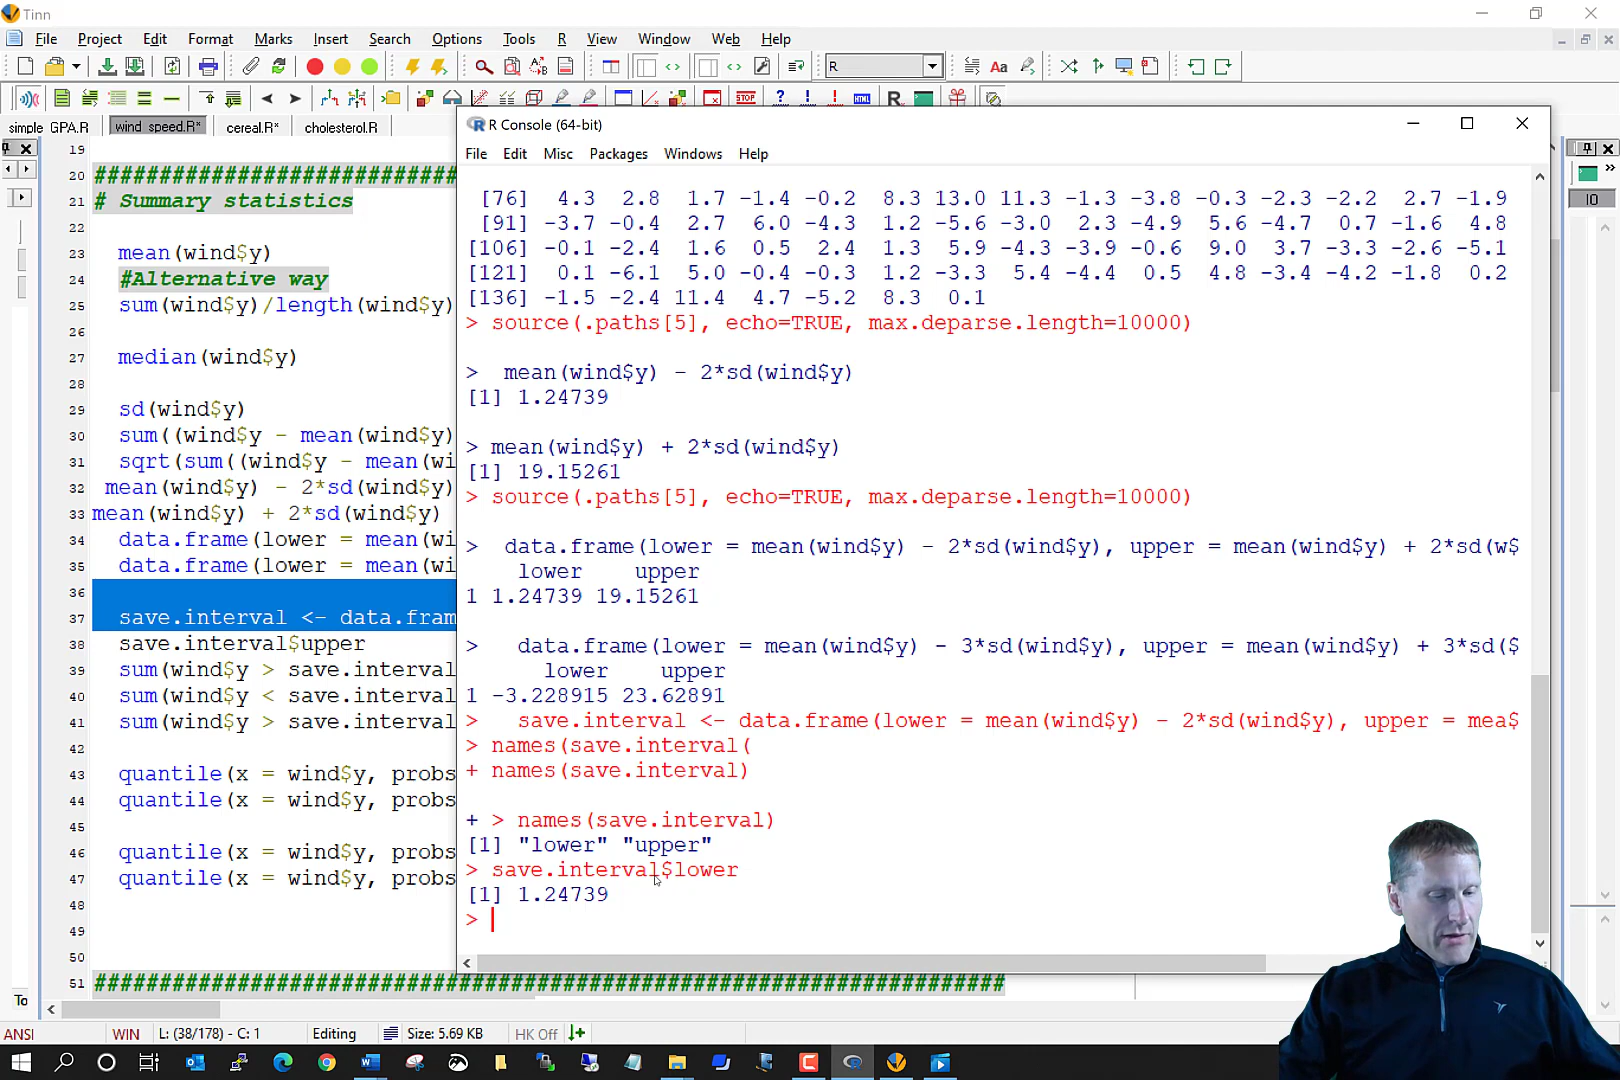 Tinn
File Project Edit Format Marks Insert Search Options Tools R View Window Web Help
R
simple_GPA.R wind_speed.R* cereal.R* cholesterol.R
R Console (64-bit)
File Edit Misc Packages Windows Help
19
20 ############################
21 # Summary statistics
22
23 mean(wind$y)
24 #Alternative way
25 sum(wind$y)/length(wind$y)
26
27 median(wind$y)
28
29 sd(wind$y)
30 sum((wind$y - mean(wind$y)
31 sqrt(sum((wind$y - mean(wi
32 mean(wind$y) - 2*sd(wind$y)
33 mean(wind$y) + 2*sd(wind$y)
34 data.frame(lower = mean(wi
35 data.frame(lower = mean(wi
36
37 save.interval <- data.fram
38 save.interval$upper
39 sum(wind$y > save.interval
40 sum(wind$y < save.interval
41 sum(wind$y > save.interval
42
43 quantile(x = wind$y, probs
44 quantile(x = wind$y, probs
45
46 quantile(x = wind$y, probs
47 quantile(x = wind$y, probs
48
49
50
51 ######################################################################
[76] 4.3 2.8 1.7 -1.4 -0.2 8.3 13.0 11.3 -1.3 -3.8 -0.3 -2.3 -2.2 2.7 -1.9
[91] -3.7 -0.4 2.7 6.0 -4.3 1.2 -5.6 -3.0 2.3 -4.9 5.6 -4.7 0.7 -1.6 4.8
[106] -0.1 -2.4 1.6 0.5 2.4 1.3 5.9 -4.3 -3.9 -0.6 9.0 3.7 -3.3 -2.6 -5.1
[121] 0.1 -6.1 5.0 -0.4 -0.3 1.2 -3.3 5.4 -4.4 0.5 4.8 -3.4 -4.2 -1.8 0.2
[136] -1.5 -2.4 11.4 4.7 -5.2 8.3 0.1
> source(.paths[5], echo=TRUE, max.deparse.length=10000)
> mean(wind$y) - 2*sd(wind$y)
[1] 1.24739
> mean(wind$y) + 2*sd(wind$y)
[1] 19.15261
> source(.paths[5], echo=TRUE, max.deparse.length=10000)
> data.frame(lower = mean(wind$y) - 2*sd(wind$y), upper = mean(wind$y) + 2*sd(w$
lower upper
1 1.24739 19.15261
> data.frame(lower = mean(wind$y) - 3*sd(wind$y), upper = mean(wind$y) + 3*sd($
lower upper
1 -3.228915 23.62891
> save.interval <- data.frame(lower = mean(wind$y) - 2*sd(wind$y), upper = mea$
> names(save.interval(
+ names(save.interval)
+ > names(save.interval)
[1] "lower" "upper"
> save.interval$lower
[1] 1.24739
>
IO
To
ANSI WIN L: (38/178) - C: 1 Editing Size: 5.69 KB HK Off